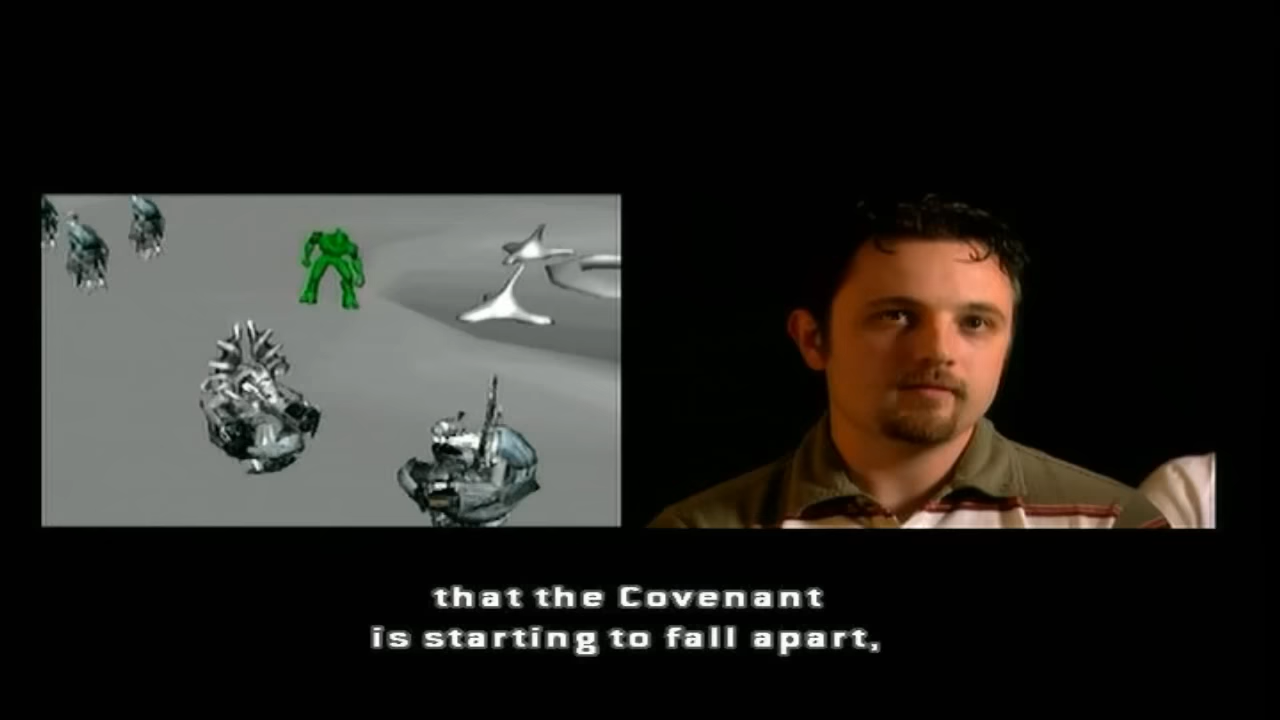 that the Covenant
is starting to fall apart,